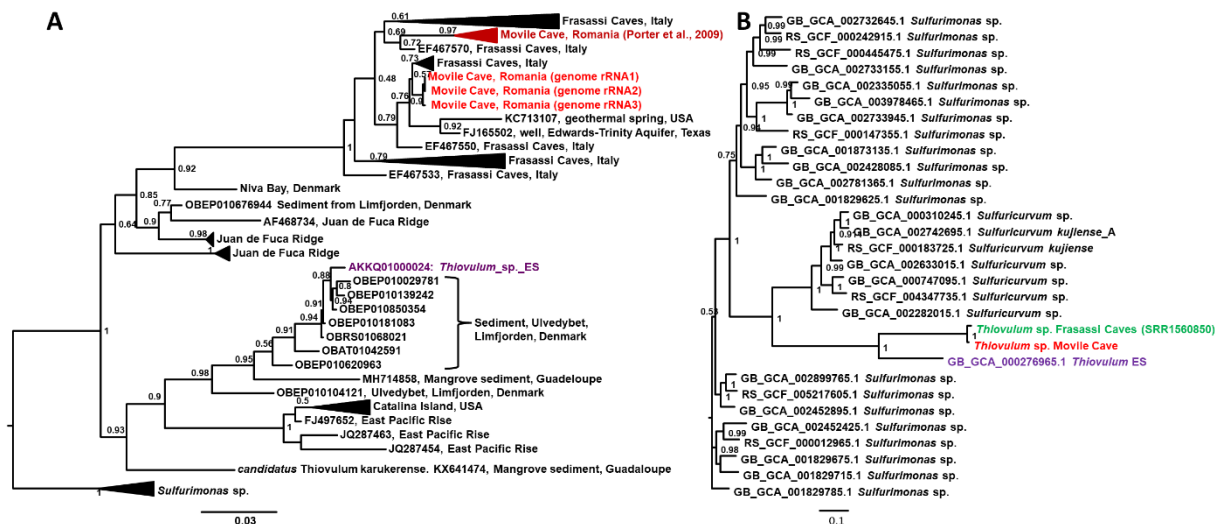 A
0.61
Frasassi Caves, Italy
0.69
0.97
Movile Cave, Romania (Porter et al., 2009)
0.72
EF467570, Frasassi Caves, Italy
0.73
Frasassi Caves, Italy
0.48
0.57
Movile Cave, Romania (genome rRNA1)
0.76
Movile Cave, Romania (genome rRNA2)
0.9
Movile Cave, Romania (genome rRNA3)
KC713107, geothermal spring, USA
0.79
0.92
FJ165502, well, Edwards-Trinity Aquifer, Texas
1
EF467550, Frasassi Caves, Italy
0.79
Frasassi Caves, Italy
EF467533, Frasassi Caves, Italy
0.92
Niva Bay, Denmark
0.85
0.77
OBEP010676944 Sediment from Limfjorden, Denmark
0.64
0.9
AF468734, Juan de Fuca Ridge
0.98
Juan de Fuca Ridge
1
Juan de Fuca Ridge
AKKQ01000024: Thiovulum_sp._ES
0.88
OBEP010029781
0.8
OBEP010139242
0.94
OBEP010850354
0.91
OBEP010181083
0.94
OBRS01068021
0.91
OBAT01042591
0.56
OBEP010620963
Sediment, Ulvedybet,
Limfjorden, Denmark
1
0.95
MH714858, Mangrove sediment, Guadeloupe
0.98
OBEP010104121, Ulvedybet, Limfjorden, Denmark
0.9
0.5
Catalina Island, USA
FJ497652, East Pacific Rise
1
0.93
JQ287463, East Pacific Rise
JQ287454, East Pacific Rise
candidatus Thiovulum karukerense. KX641474, Mangrove sediment, Guadaloupe
1
Sulfurimonas sp.
0.03
B
GB_GCA_002732645.1 Sulfurimonas sp.
0.99
RS_GCF_000242915.1 Sulfurimonas sp.
0.99
RS_GCF_000445475.1 Sulfurimonas sp.
0.99
GB_GCA_002733155.1 Sulfurimonas sp.
0.95
0.99
GB_GCA_002335055.1 Sulfurimonas sp.
1
GB_GCA_003978465.1 Sulfurimonas sp.
GB_GCA_002733945.1 Sulfurimonas sp.
0.94
RS_GCF_000147355.1 Sulfurimonas sp.
0.75
GB_GCA_001873135.1 Sulfurimonas sp.
1
1
GB_GCA_002428085.1 Sulfurimonas sp.
GB_GCA_002781365.1 Sulfurimonas sp.
GB_GCA_001829625.1 Sulfurimonas sp.
GB_GCA_000310245.1 Sulfuricurvum sp.
1
GB_GCA_002742695.1 Sulfuricurvum kujiense_A
1
RS_GCF_000183725.1 Sulfuricurvum kujiense
0.99
GB_GCA_002633015.1 Sulfuricurvum sp.
1
GB_GCA_000747095.1 Sulfuricurvum sp.
1
RS_GCF_004347735.1 Sulfuricurvum sp.
GB_GCA_002282015.1 Sulfuricurvum sp.
1
Thiovulum sp. Frasassi Caves (SRR1560850)
1
Thiovulum sp. Movile Cave
1
GB_GCA_000276965.1 Thiovulum ES
GB_GCA_002899765.1 Sulfurimonas sp.
1
RS_GCF_005217605.1 Sulfurimonas sp.
GB_GCA_002452895.1 Sulfurimonas sp.
GB_GCA_002452425.1 Sulfurimonas sp.
0.99
RS_GCF_000012965.1 Sulfurimonas sp.
0.98
GB_GCA_001829675.1 Sulfurimonas sp.
GB_GCA_001829715.1 Sulfurimonas sp.
GB_GCA_001829785.1 Sulfurimonas sp.
0.1